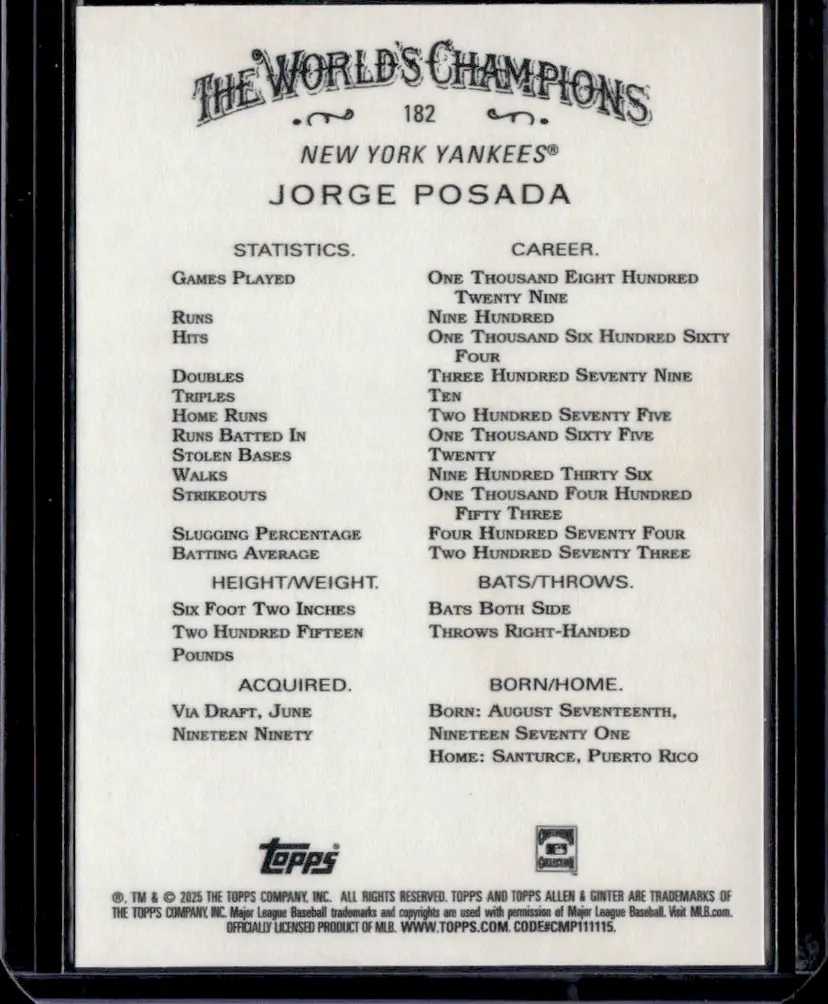 THE WORLD'S CHAMPIONS
182
NEW YORK YANKEES®
JORGE POSADA
STATISTICS. CAREER.
GAMES PLAYED ONE THOUSAND EIGHT HUNDRED
TWENTY NINE
RUNS NINE HUNDRED
HITS ONE THOUSAND SIX HUNDRED SIXTY
FOUR
DOUBLES THREE HUNDRED SEVENTY NINE
TRIPLES TEN
HOME RUNS TWO HUNDRED SEVENTY FIVE
RUNS BATTED IN ONE THOUSAND SIXTY FIVE
STOLEN BASES TWENTY
WALKS NINE HUNDRED THIRTY SIX
STRIKEOUTS ONE THOUSAND FOUR HUNDRED
FIFTY THREE
SLUGGING PERCENTAGE FOUR HUNDRED SEVENTY FOUR
BATTING AVERAGE TWO HUNDRED SEVENTY THREE
HEIGHT/WEIGHT. BATS/THROWS.
SIX FOOT TWO INCHES BATS BOTH SIDE
TWO HUNDRED FIFTEEN THROWS RIGHT-HANDED
POUNDS
ACQUIRED. BORN/HOME.
VIA DRAFT, JUNE BORN: AUGUST SEVENTEENTH,
NINETEEN NINETY NINETEEN SEVENTY ONE
HOME: SANTURCE, PUERTO RICO
topps
COOPERSTOWN
COLLECTION
®, TM & © 2025 THE TOPPS COMPANY, INC. ALL RIGHTS RESERVED. TOPPS AND TOPPS ALLEN & GINTER ARE TRADEMARKS OF
THE TOPPS COMPANY, INC. Major League Baseball trademarks and copyrights are used with permission of Major League Baseball. Visit MLB.com.
OFFICIALLY LICENSED PRODUCT OF MLB. WWW.TOPPS.COM. CODE#CMP111115.